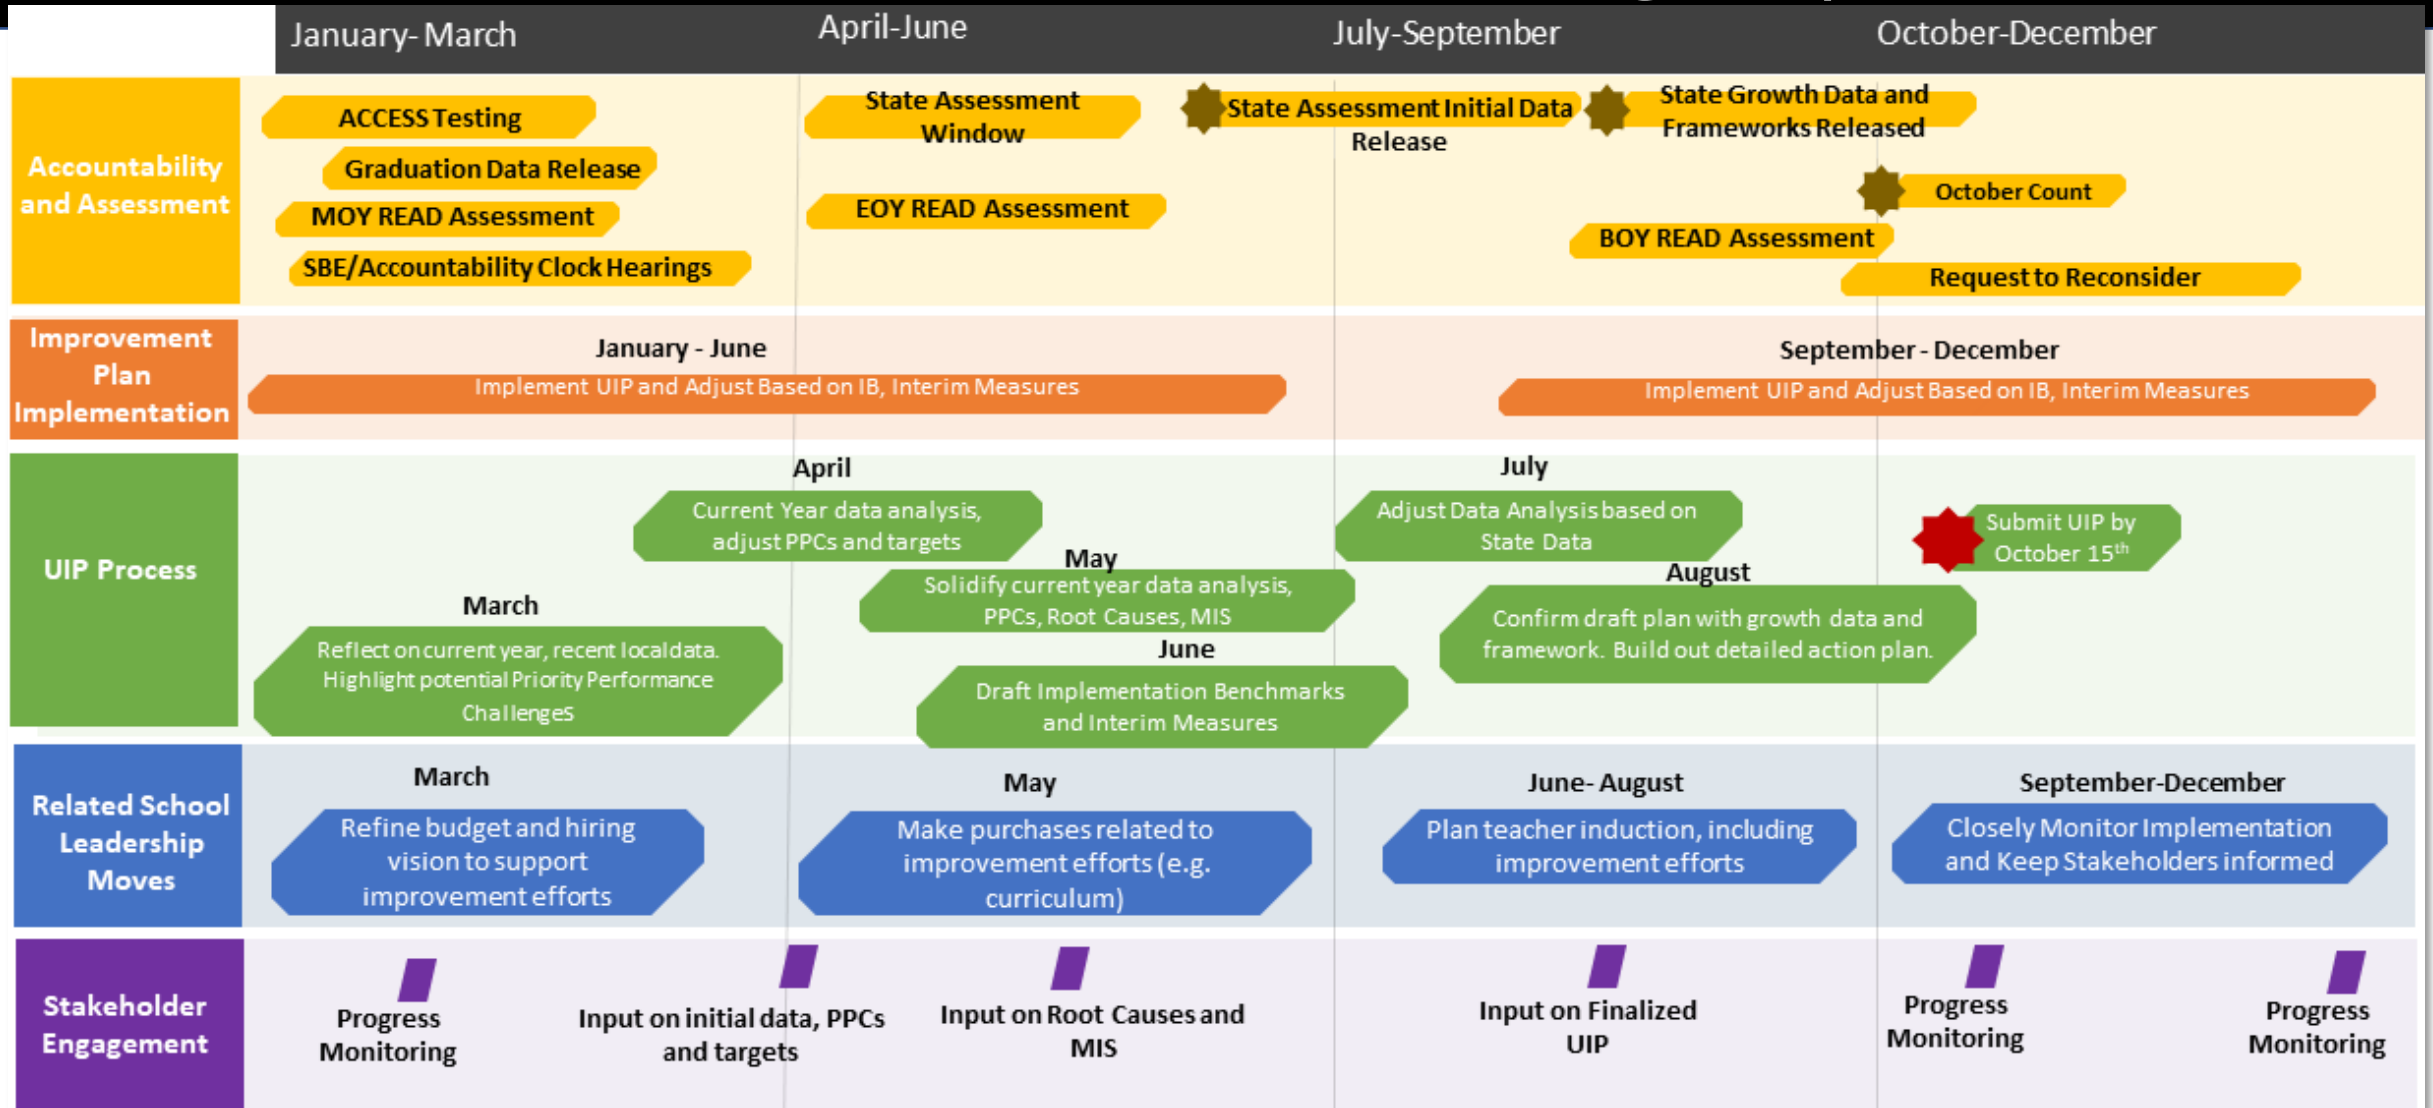 January- March
April-June
July-September
October-December
Accountability
and Assessment
ACCESS Testing
Graduation Data Release
MOY READ Assessment
SBE/Accountability Clock Hearings
State Assessment
Window
EOY READ Assessment
State Assessment Initial Data
Release
State Growth Data and
Frameworks Released
October Count
BOY READ Assessment
Request to Reconsider
Improvement
Plan
Implementation
January - June
Implement UIP and Adjust Based on IB, Interim Measures
September - December
Implement UIP and Adjust Based on IB, Interim Measures
UIP Process
March
Reflect on current year, recent local data.
Highlight potential Priority Performance
Challenges
April
Current Year data analysis,
adjust PPCs and targets
May
Solidify current year data analysis,
PPCs, Root Causes, MIS
June
Draft Implementation Benchmarks
and Interim Measures
July
Adjust Data Analysis based on
State Data
August
Confirm draft plan with growth data and
framework. Build out detailed action plan.
Submit UIP by
October 15th
Related School
Leadership
Moves
March
Refine budget and hiring
vision to support
improvement efforts
May
Make purchases related to
improvement efforts (e.g.
curriculum)
June- August
Plan teacher induction, including
improvement efforts
September-December
Closely Monitor Implementation
and Keep Stakeholders informed
Stakeholder
Engagement
Progress
Monitoring
Input on initial data, PPCs
and targets
Input on Root Causes and
MIS
Input on Finalized
UIP
Progress
Monitoring
Progress
Monitoring